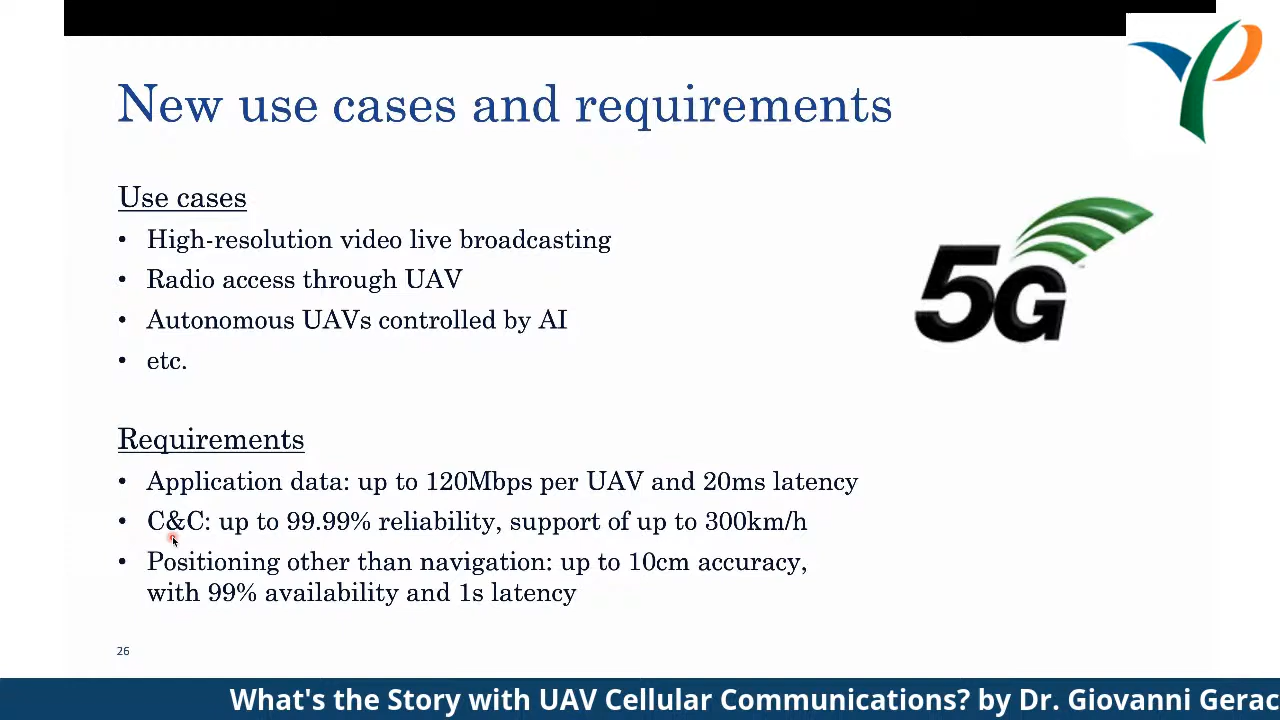 New use cases and requirements
Use cases
• High-resolution video live broadcasting
• Radio access through UAV
• Autonomous UAVs controlled by AI
• etc.
5G
Requirements
• Application data: up to 120Mbps per UAV and 20ms latency
• C&C: up to 99.99% reliability, support of up to 300km/h
• Positioning other than navigation: up to 10cm accuracy,
with 99% availability and 1s latency
26
What's the Story with UAV Cellular Communications? by Dr. Giovanni Gerac